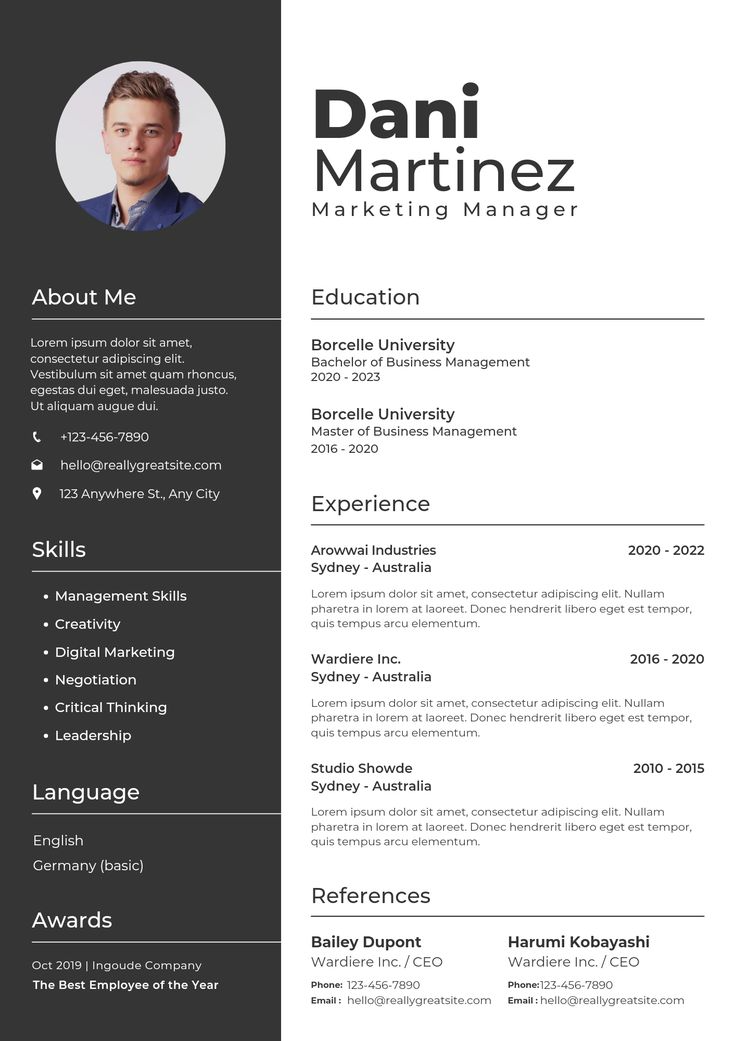 Dani
Martinez
Marketing Manager
About Me
Lorem ipsum dolor sit amet,
consectetur adipiscing elit.
Vestibulum sit amet quam rhoncus,
egestas dui eget, malesuada justo.
Ut aliquam augue dui.
+123-456-7890
hello@reallygreatsite.com
123 Anywhere St., Any City
Skills
• Management Skills
• Creativity
• Digital Marketing
• Negotiation
• Critical Thinking
• Leadership
Language
English
Germany (basic)
Awards
Oct 2019 | Ingoude Company
The Best Employee of the Year
Education
Borcelle University
Bachelor of Business Management
2020 - 2023
Borcelle University
Master of Business Management
2016 - 2020
Experience
Arowwai Industries 2020 - 2022
Sydney - Australia
Lorem ipsum dolor sit amet, consectetur adipiscing elit. Nullam
pharetra in lorem at laoreet. Donec hendrerit libero eget est tempor,
quis tempus arcu elementum.
Wardiere Inc. 2016 - 2020
Sydney - Australia
Lorem ipsum dolor sit amet, consectetur adipiscing elit. Nullam
pharetra in lorem at laoreet. Donec hendrerit libero eget est tempor,
quis tempus arcu elementum.
Studio Showde 2010 - 2015
Sydney - Australia
Lorem ipsum dolor sit amet, consectetur adipiscing elit. Nullam
pharetra in lorem at laoreet. Donec hendrerit libero eget est tempor,
quis tempus arcu elementum.
References
Bailey Dupont
Wardiere Inc. / CEO
Phone: 123-456-7890
Email : hello@reallygreatsite.com
Harumi Kobayashi
Wardiere Inc. / CEO
Phone: 123-456-7890
Email : hello@reallygreatsite.com